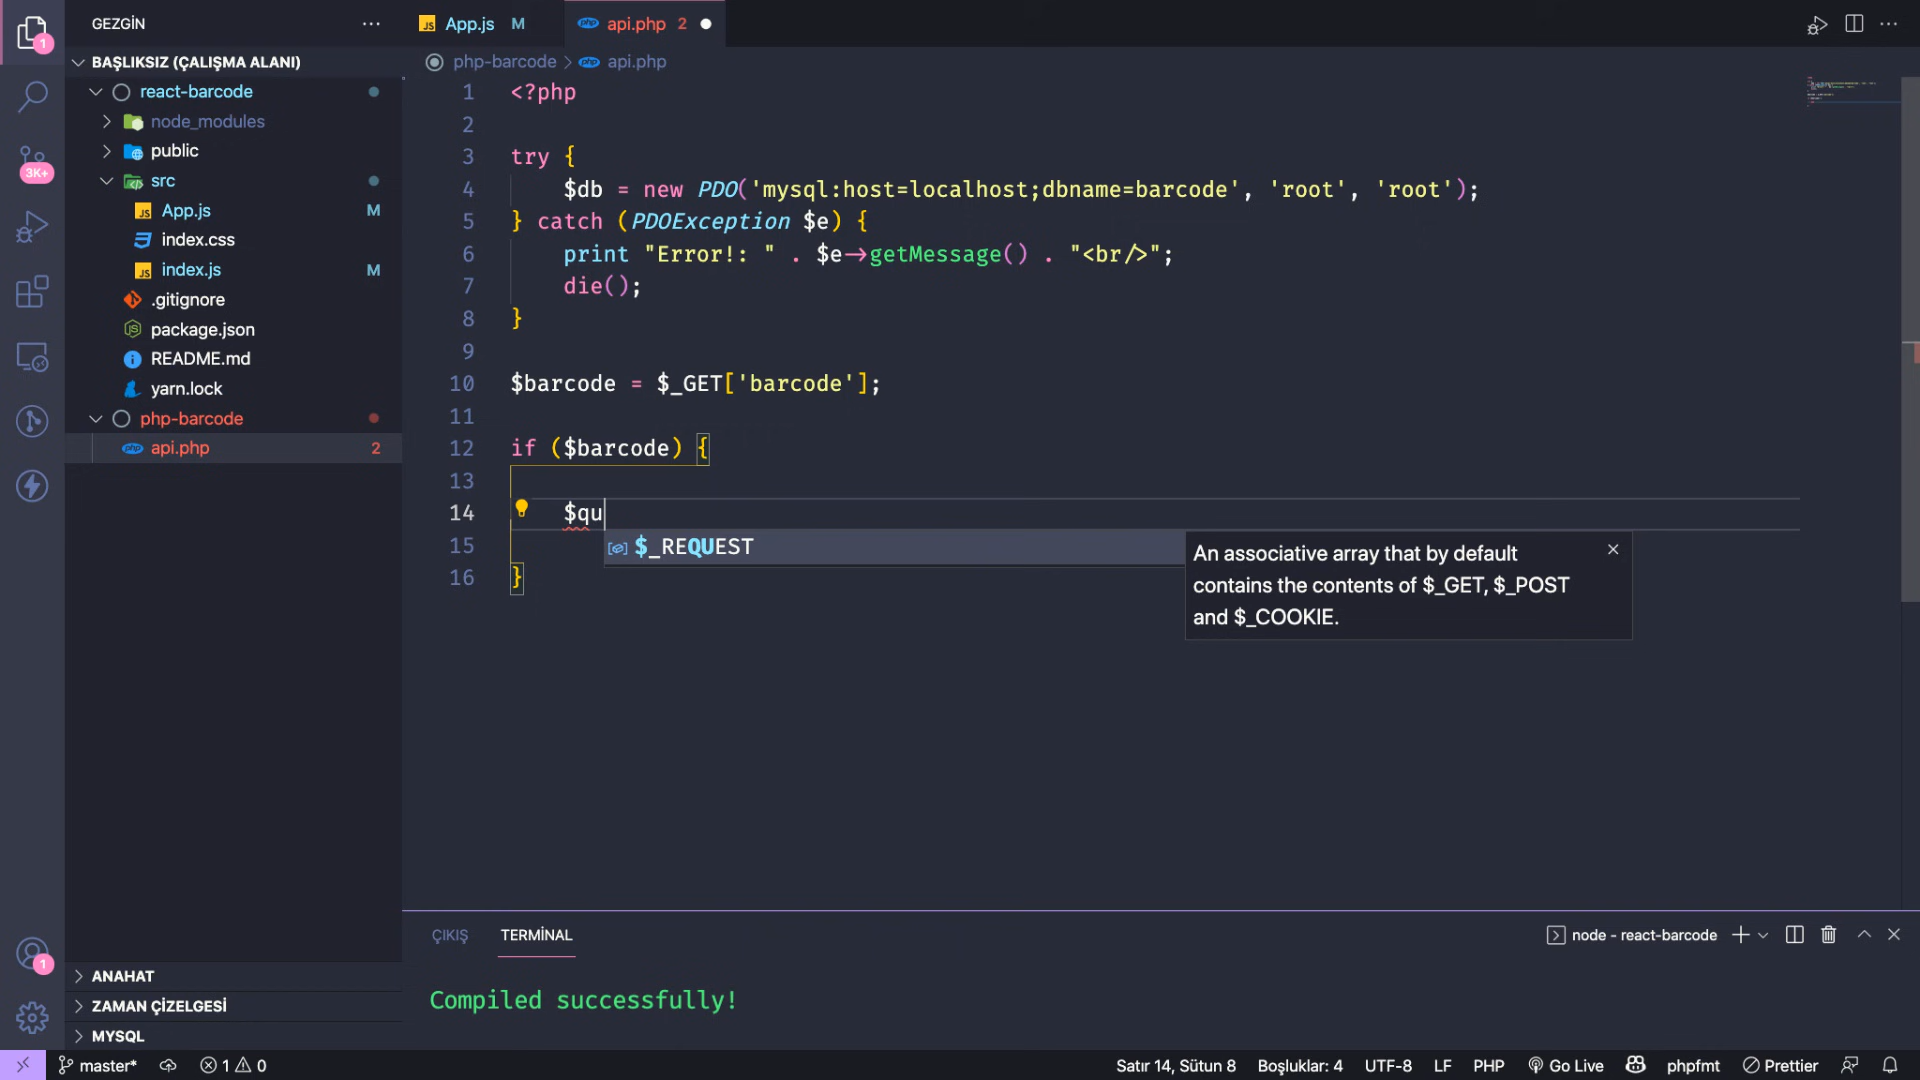 GEZGİN
BAŞLIKSIZ (ÇALIŞMA ALANI)
react-barcode
node_modules
public
src
App.js M
index.css
index.js M
.gitignore
package.json
README.md
yarn.lock
php-barcode
api.php 2
ANAHAT
ZAMAN ÇİZELGESİ
MYSQL
1
3K+
1
App.js M
api.php 2
php-barcode > api.php
1 <?php
2
3 try {
4 $db = new PDO('mysql:host=localhost;dbname=barcode', 'root', 'root');
5 } catch (PDOException $e) {
6 print "Error!: " . $e->getMessage() . "<br/>";
7 die();
8 }
9
10 $barcode = $_GET['barcode'];
11
12 if ($barcode) {
13
14 $qu
15
16 }
$_REQUEST
An associative array that by default
contains the contents of $_GET, $_POST
and $_COOKIE.
ÇIKIŞ TERMİNAL
node - react-barcode
Compiled successfully!
master* 1 0
Satır 14, Sütun 8 Boşluklar: 4 UTF-8 LF PHP Go Live phpfmt Prettier